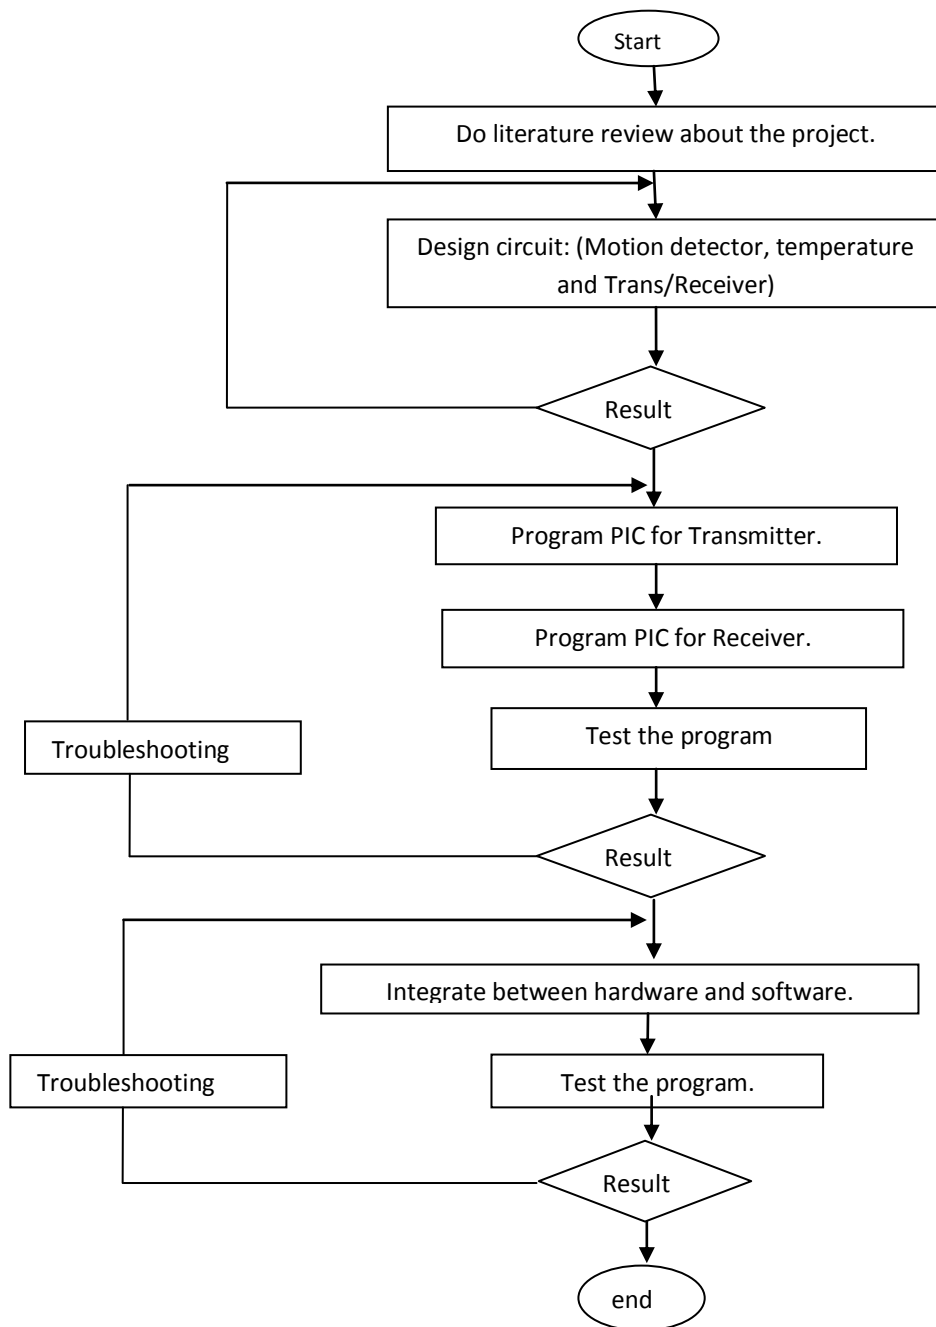 Start
Do literature review about the project.
Design circuit: (Motion detector, temperature
and Trans/Receiver)
Result
Program PIC for Transmitter.
Program PIC for Receiver.
Test the program
Troubleshooting
Result
Integrate between hardware and software.
Test the program.
Troubleshooting
Result
end